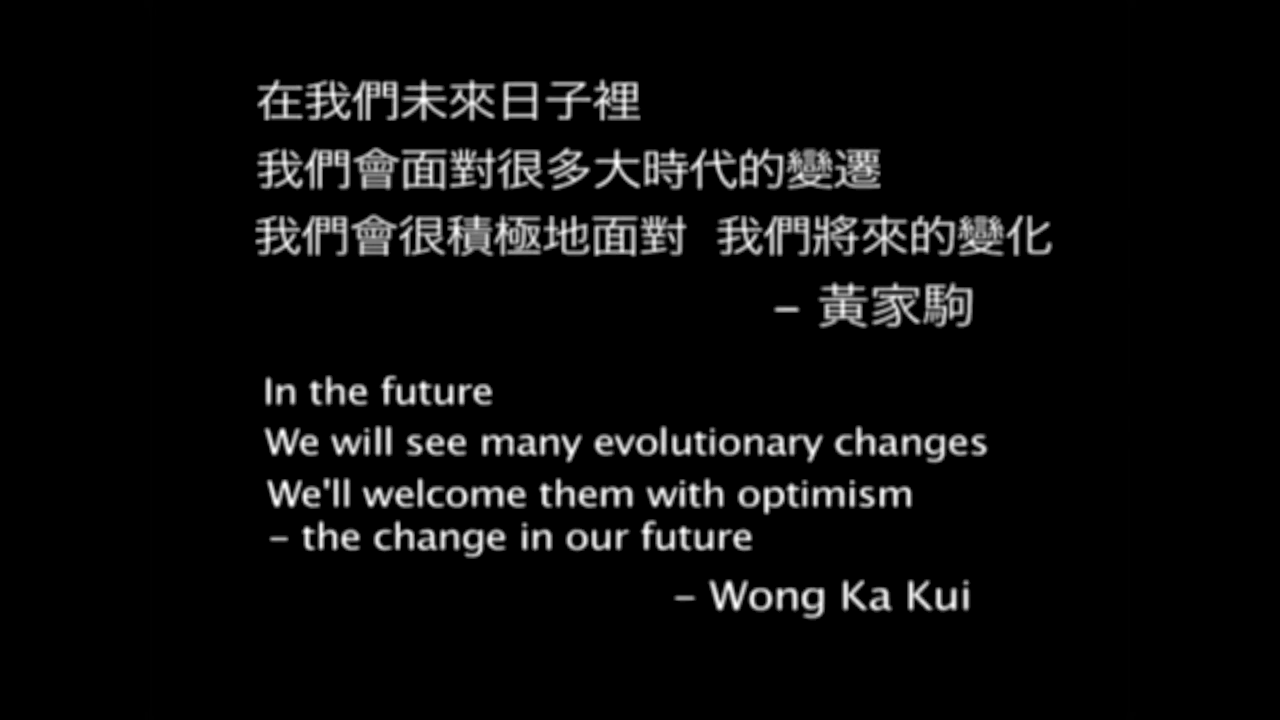 在我們未來日子裡
我們會面對很多大時代的變遷
我們會很積極地面對 我們將來的變化
– 黃家駒
In the future
We will see many evolutionary changes
We'll welcome them with optimism
– the change in our future
– Wong Ka Kui